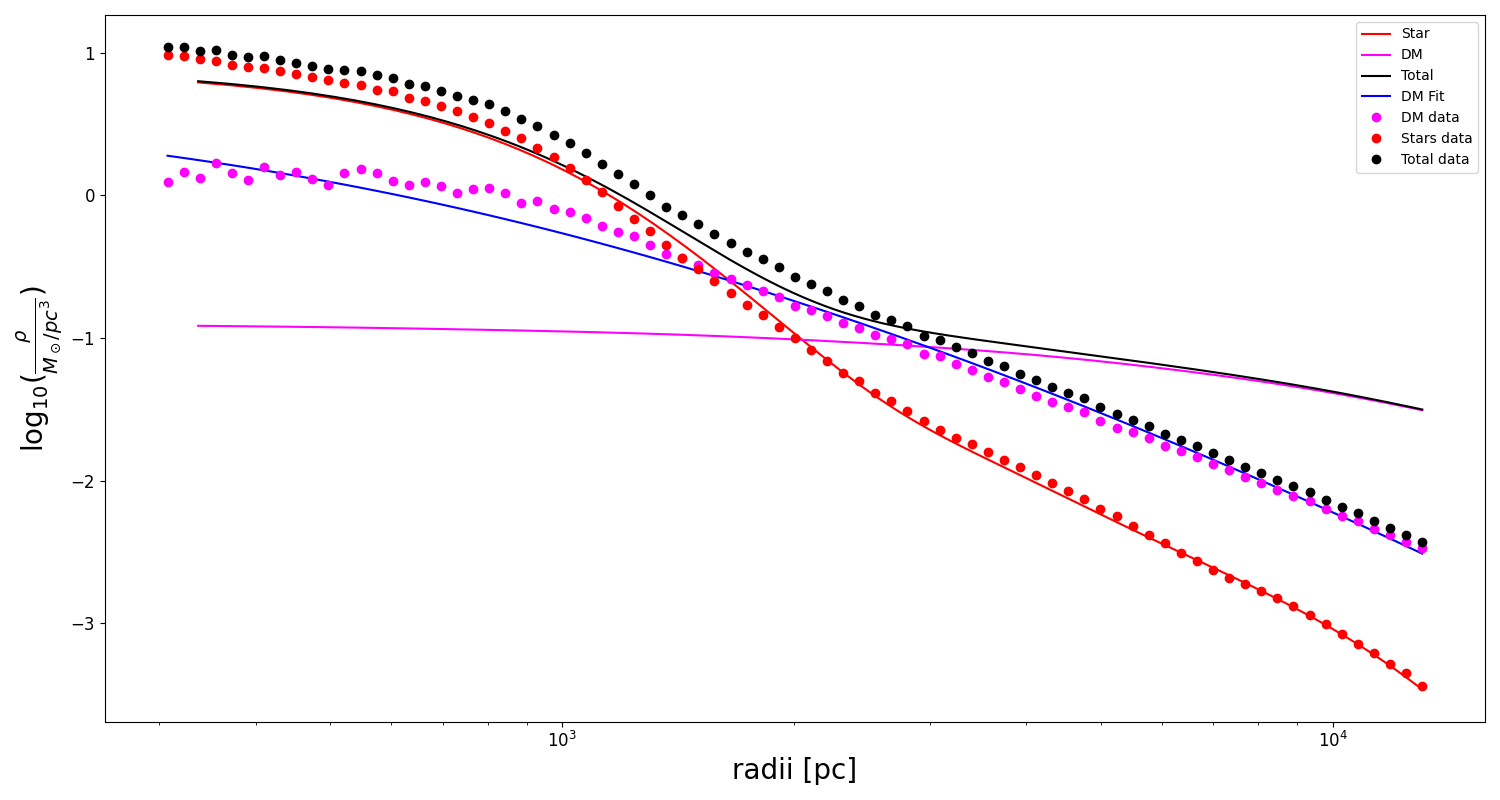 Star
DM
Total
DM Fit
DM data
Stars data
Total data
1
0
−1
−2
−3
log₁₀(ρ / M_⊙/pc³)
10³
10⁴
radii [pc]